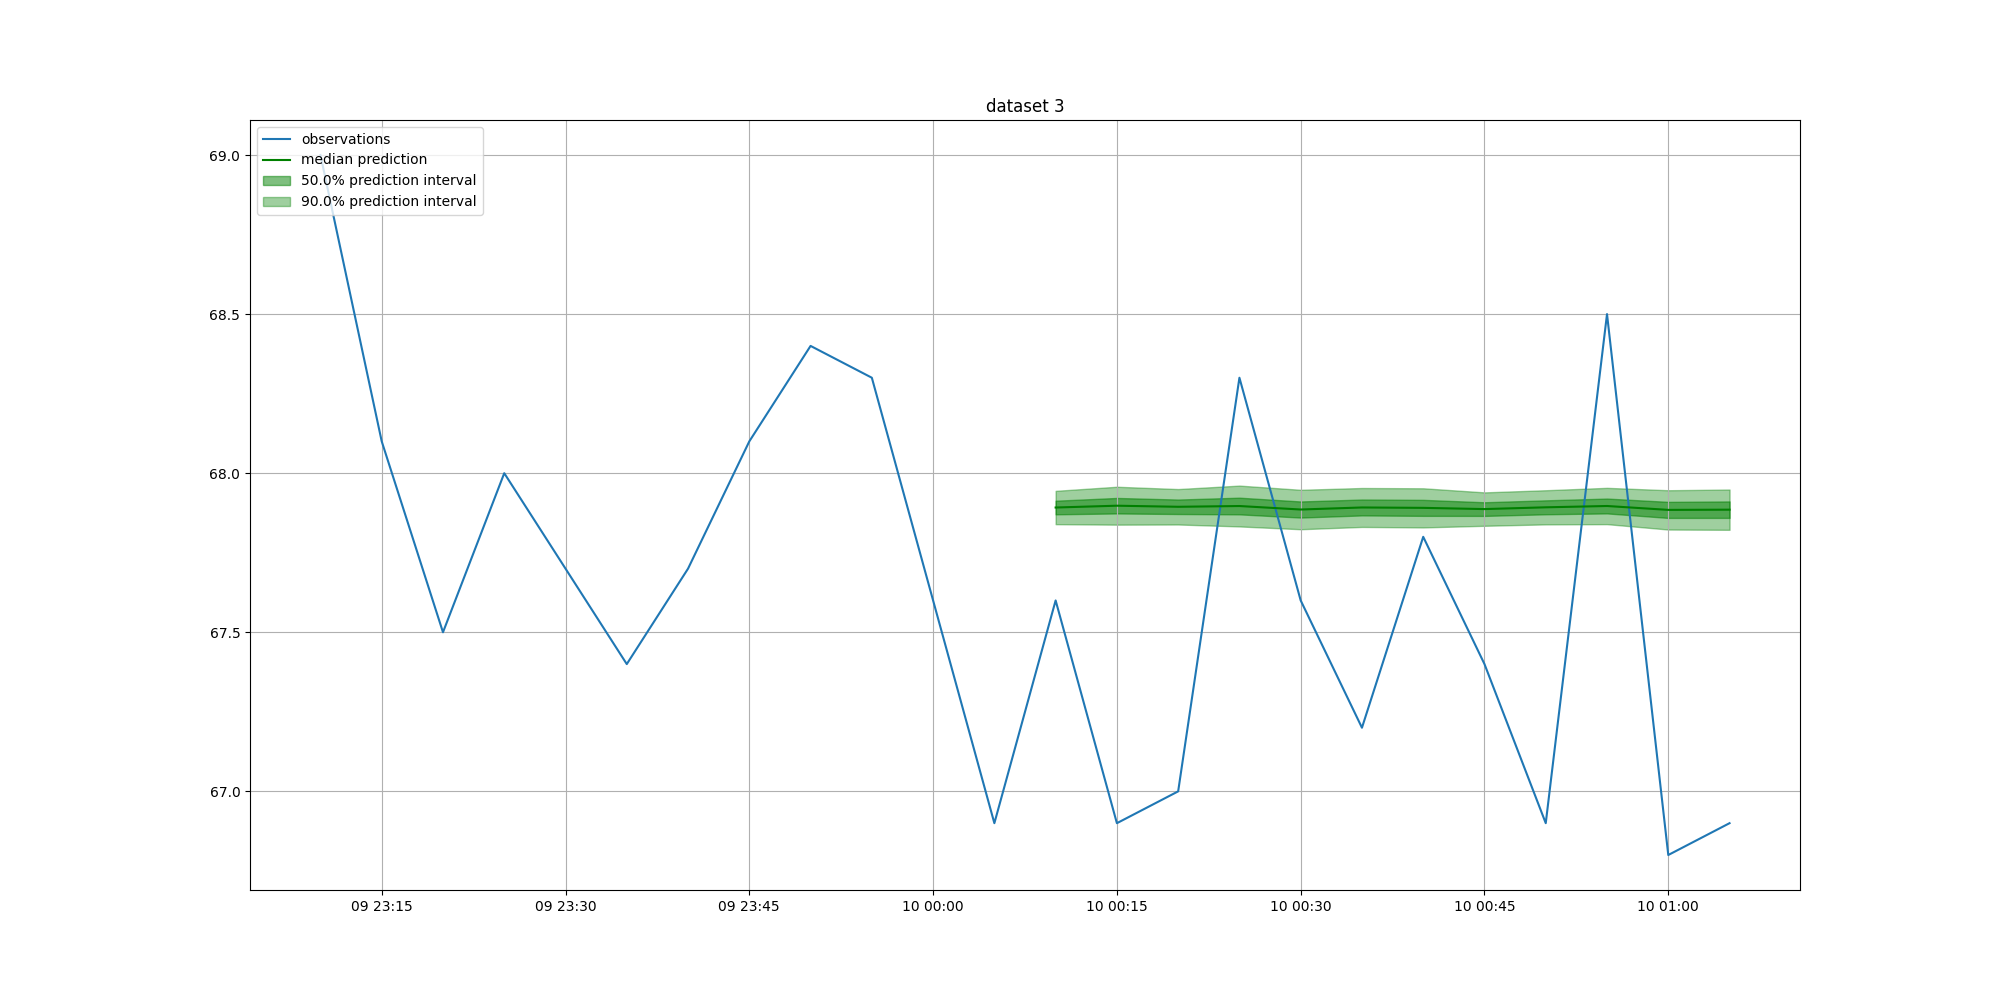 dataset 3
observations
median prediction
50.0% prediction interval
90.0% prediction interval
69.0
68.5
68.0
67.5
67.0
09 23:15 09 23:30 09 23:45 10 00:00 10 00:15 10 00:30 10 00:45 10 01:00